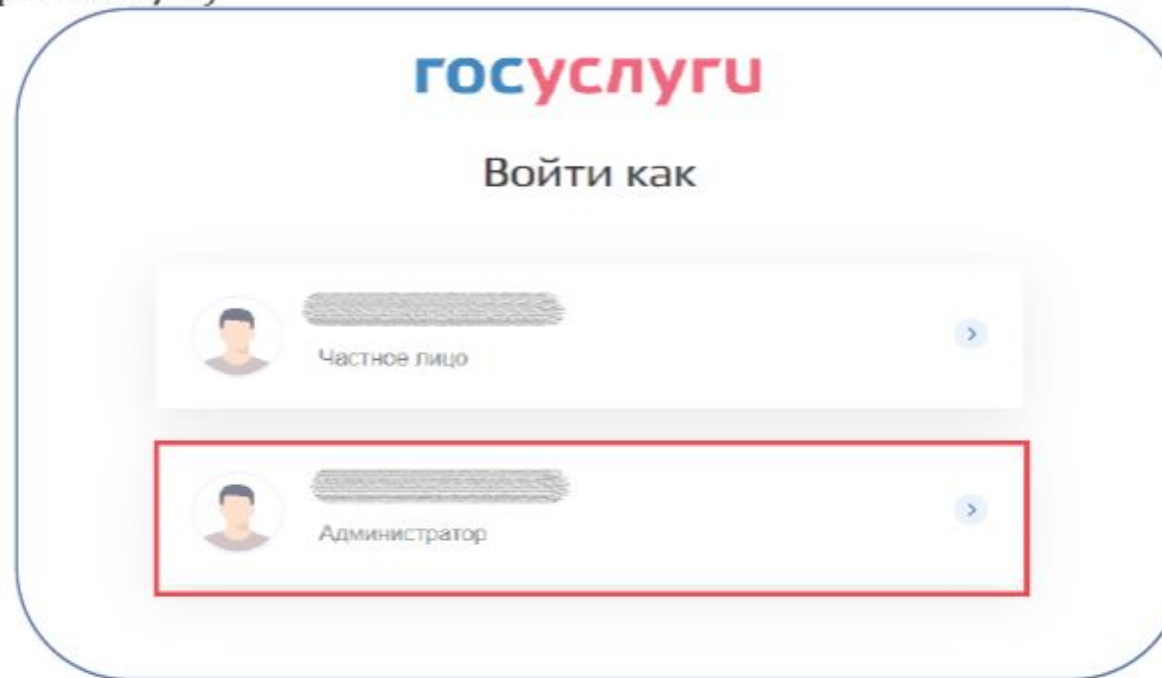 госуслуги
Войти как
Частное лицо
Администратор